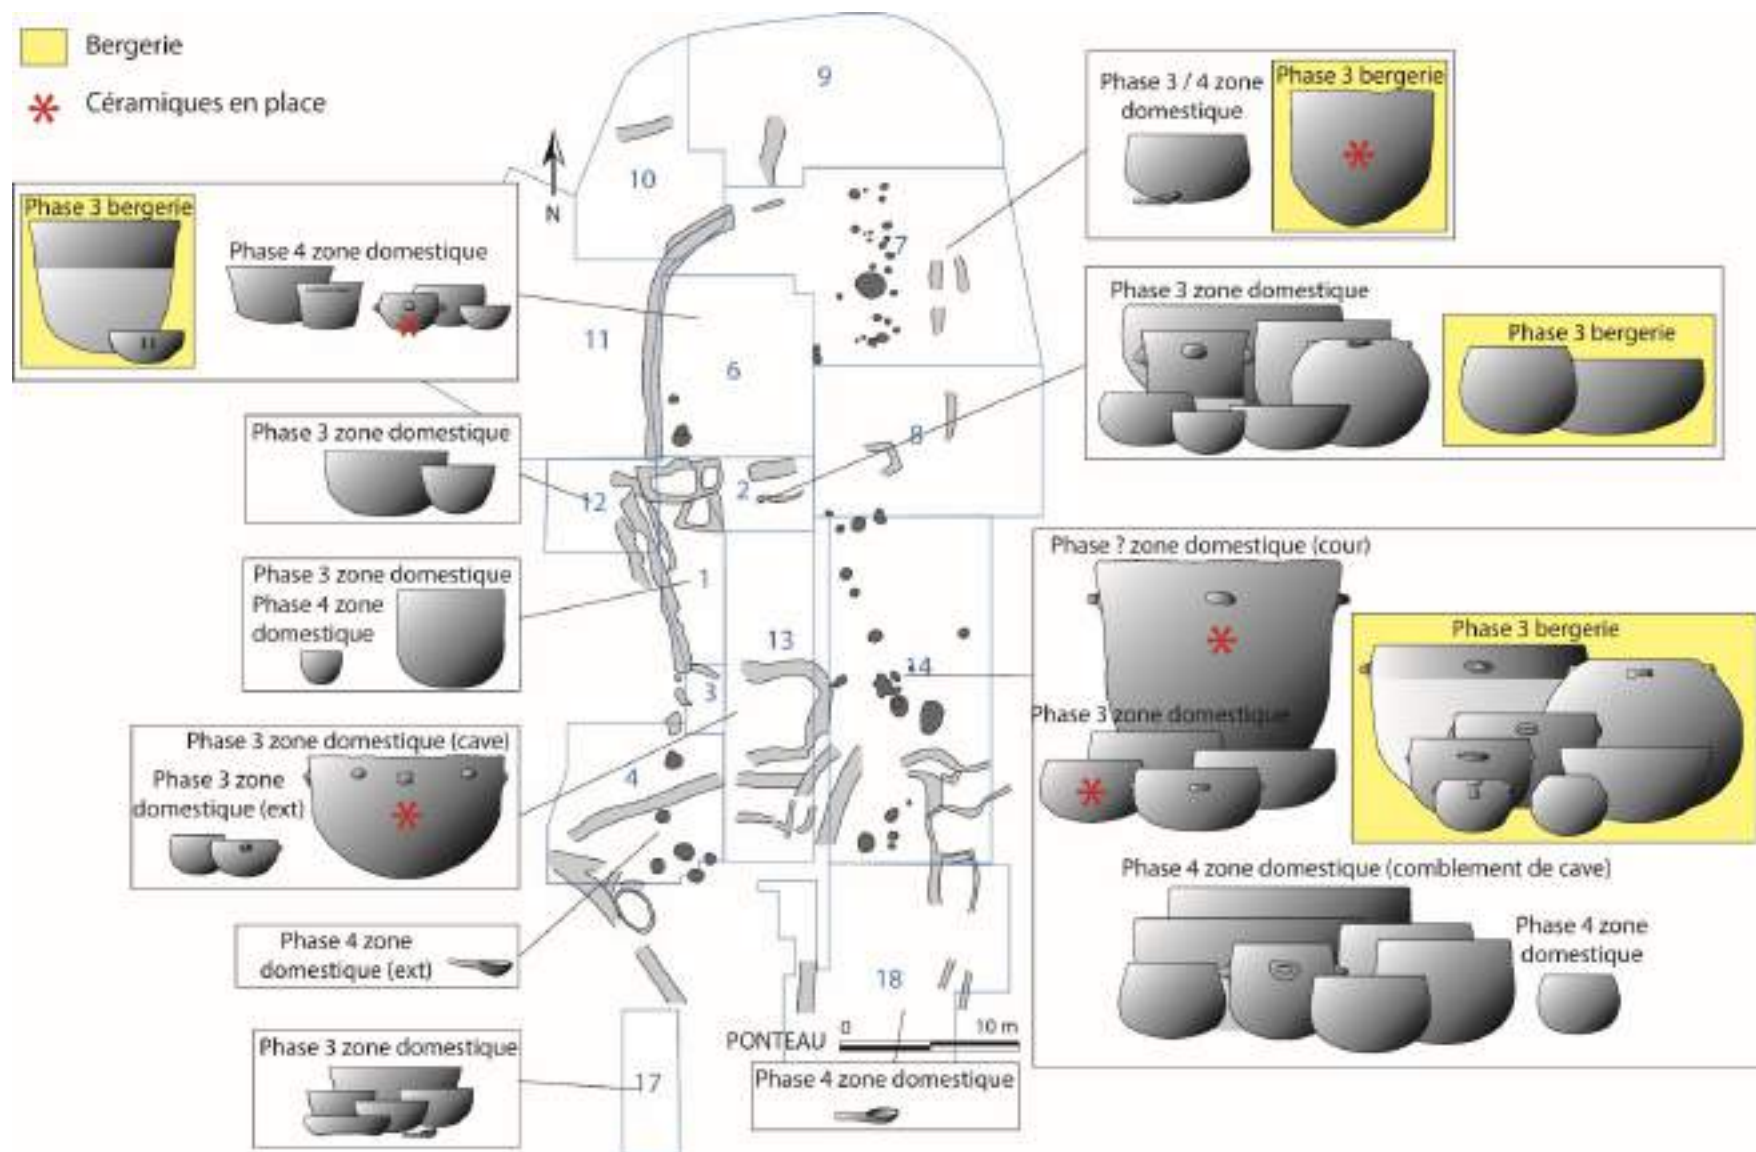 Bergerie
Céramiques en place
N
9
10
7
11
6
8
12
2
1
13
14
3
4
18
17
Phase 3 bergerie
Phase 4 zone domestique
Phase 3 zone domestique
Phase 3 zone domestique
Phase 4 zone
domestique
Phase 3 zone domestique (cave)
Phase 3 zone
domestique (ext)
Phase 4 zone
domestique (ext)
Phase 3 zone domestique
Phase 3 / 4 zone
domestique
Phase 3 bergerie
Phase 3 zone domestique
Phase 3 bergerie
Phase ? zone domestique (cour)
Phase 3 bergerie
Phase 3 zone domestique
Phase 4 zone domestique (comblement de cave)
Phase 4 zone
domestique
PONTEAU
0
10 m
Phase 4 zone domestique